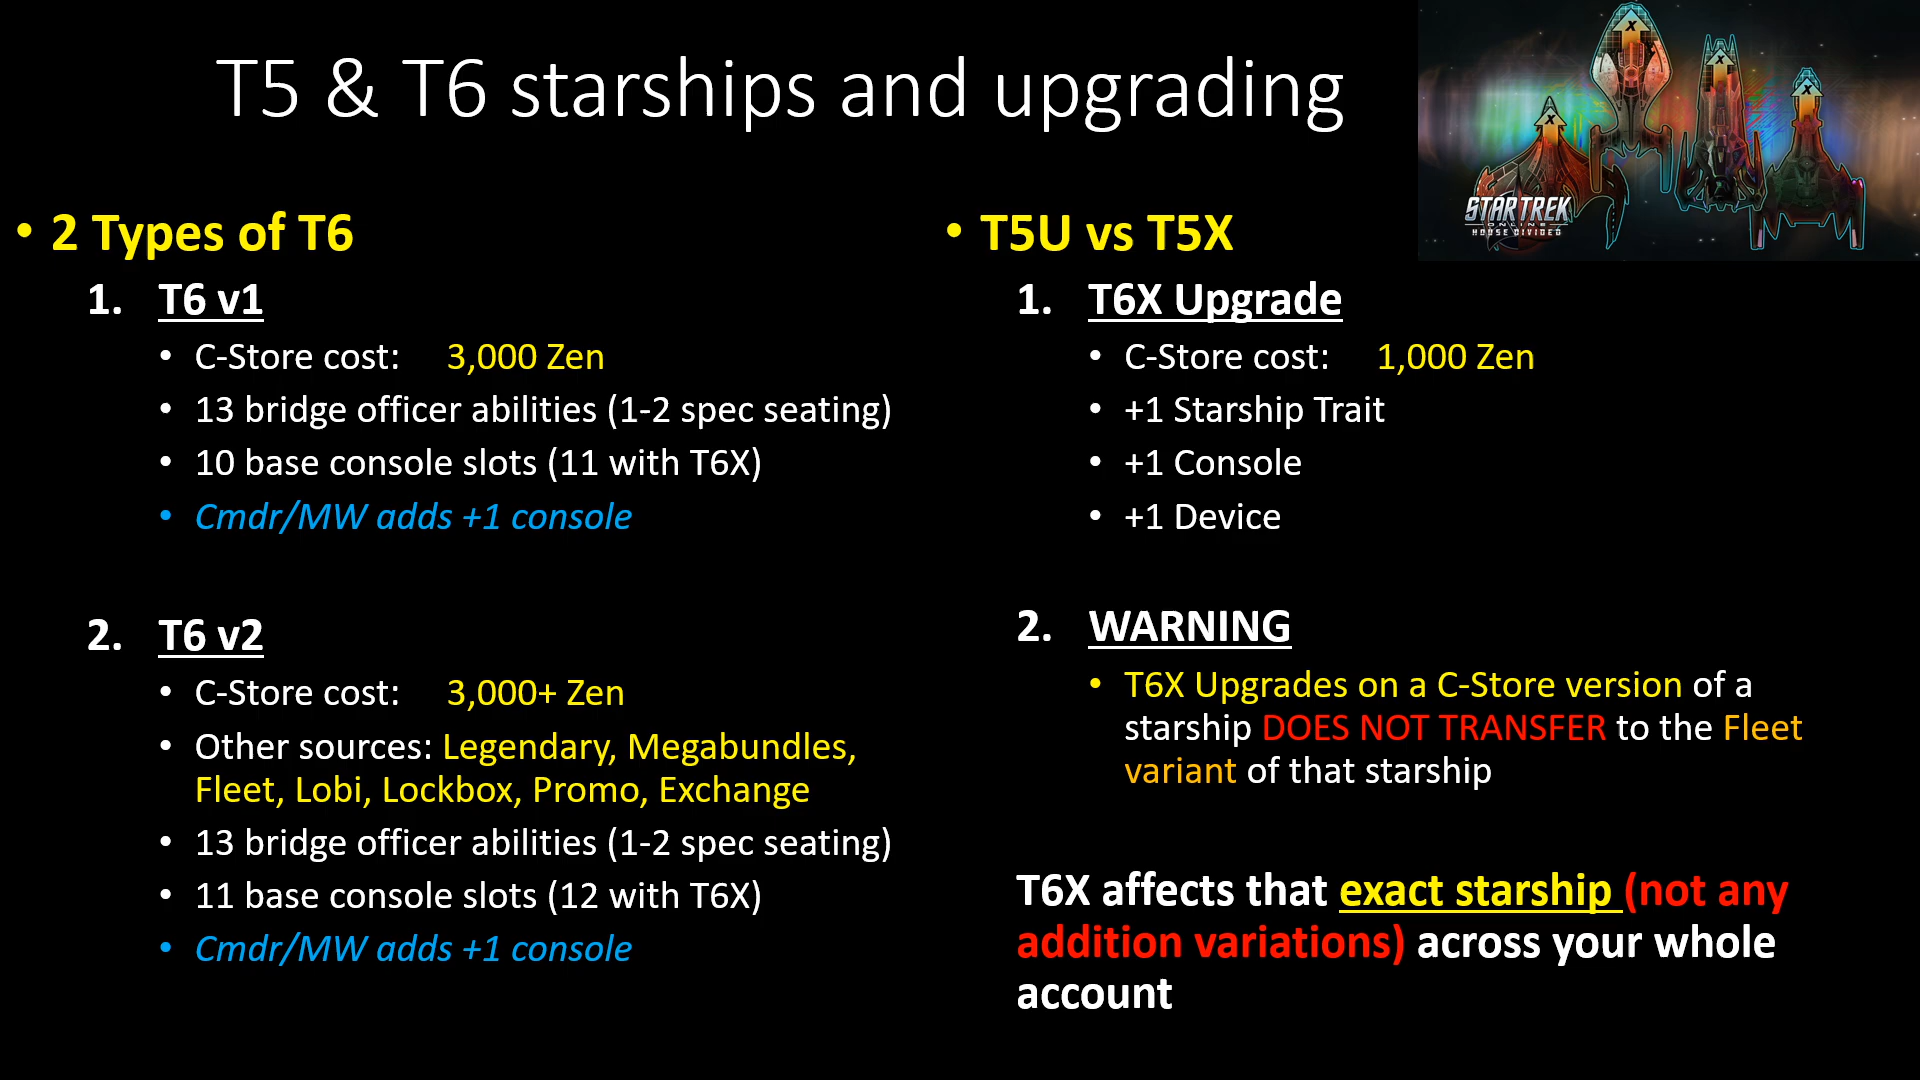 T5 & T6 starships and upgrading
X
X
X
X
STAR TREK
ONLINE
HOUSE DIVIDED
• 2 Types of T6
1. T6 v1
• C-Store cost: 3,000 Zen
• 13 bridge officer abilities (1-2 spec seating)
• 10 base console slots (11 with T6X)
• Cmdr/MW adds +1 console
2. T6 v2
• C-Store cost: 3,000+ Zen
• Other sources: Legendary, Megabundles,
Fleet, Lobi, Lockbox, Promo, Exchange
• 13 bridge officer abilities (1-2 spec seating)
• 11 base console slots (12 with T6X)
• Cmdr/MW adds +1 console
• T5U vs T5X
1. T6X Upgrade
• C-Store cost: 1,000 Zen
• +1 Starship Trait
• +1 Console
• +1 Device
2. WARNING
• T6X Upgrades on a C-Store version of a
starship DOES NOT TRANSFER to the Fleet
variant of that starship
T6X affects that exact starship (not any
addition variations) across your whole
account